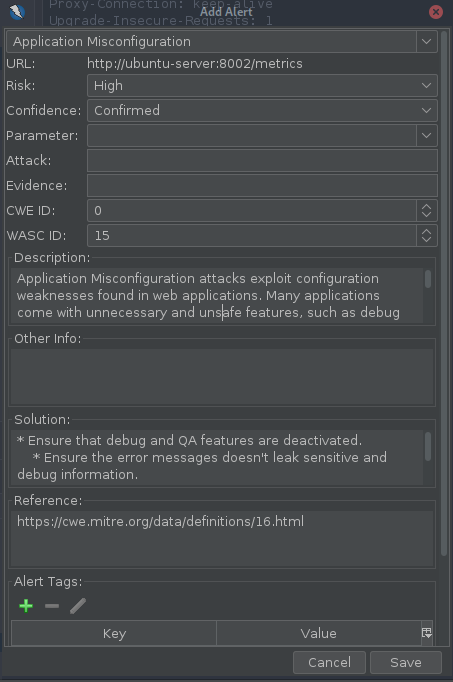 Proxy-Connection: keep-alive
Upgrade-Insecure-Requests: 1
Add Alert
Application Misconfiguration
URL: http://ubuntu-server:8002/metrics
Risk: High
Confidence: Confirmed
Parameter:
Attack:
Evidence:
CWE ID: 0
WASC ID: 15
Description:
Application Misconfiguration attacks exploit configuration
weaknesses found in web applications. Many applications
come with unnecessary and unsafe features, such as debug
Other Info:
Solution:
* Ensure that debug and QA features are deactivated.
* Ensure the error messages doesn't leak sensitive and
debug information.
Reference:
https://cwe.mitre.org/data/definitions/16.html
Alert Tags:
Key Value
Cancel Save